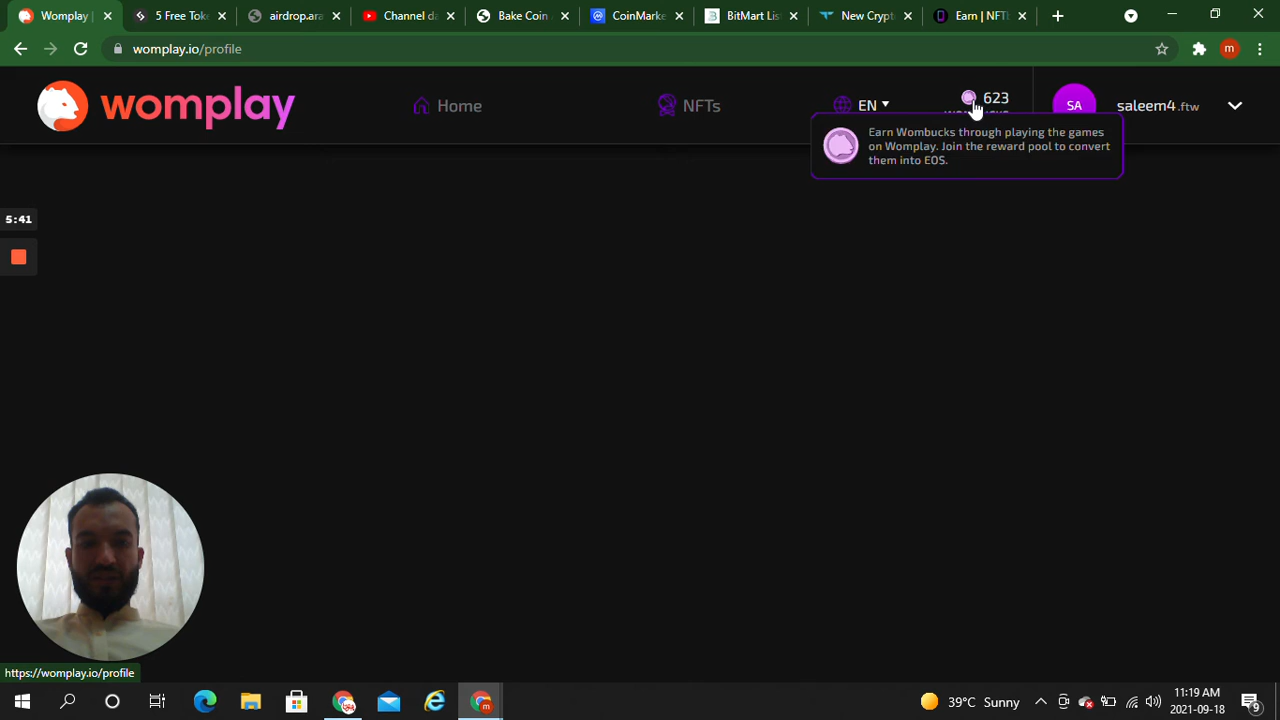 Womplay |
5 Free Tok
airdrop.ara
Channel da
Bake Coin
CoinMarke
BitMart Lis
New Crypt
Earn | NFT
m
womplay.io/profile
womplay
Home
NFTs
EN
623
SA
saleem4.ftw
Earn Wombucks through playing the games
on Womplay. Join the reward pool to convert
them into EOS.
5:41
https://womplay.io/profile
39°C Sunny
11:19 AM
2021-09-18
9